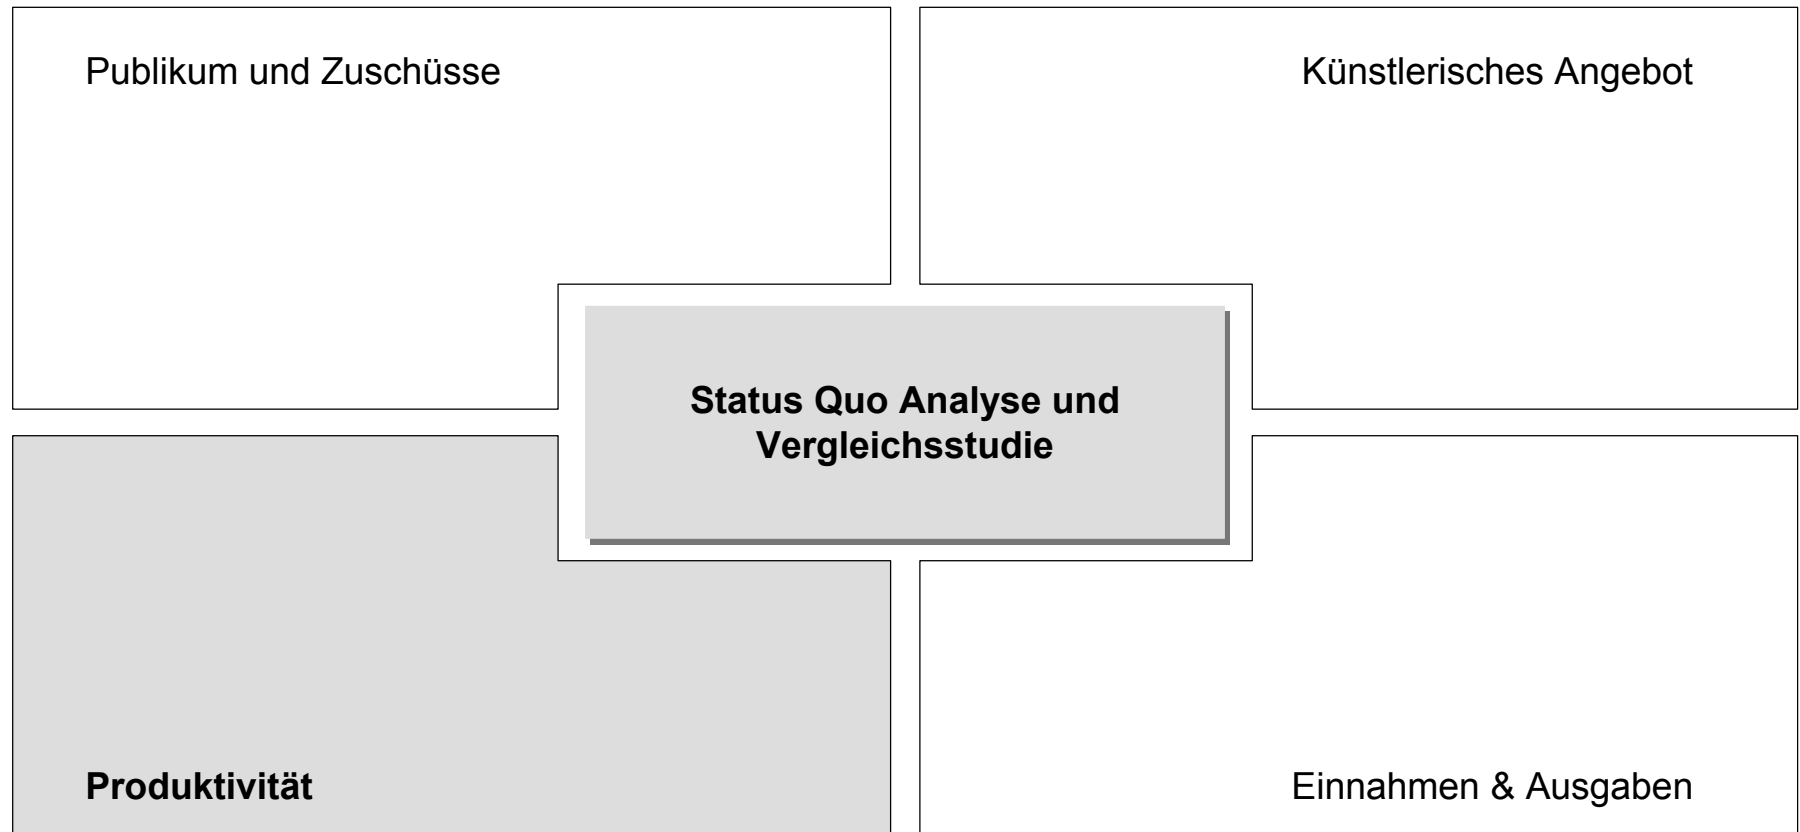 Publikum und Zuschüsse
Künstlerisches Angebot
Status Quo Analyse und
Vergleichsstudie
Produktivität
Einnahmen & Ausgaben